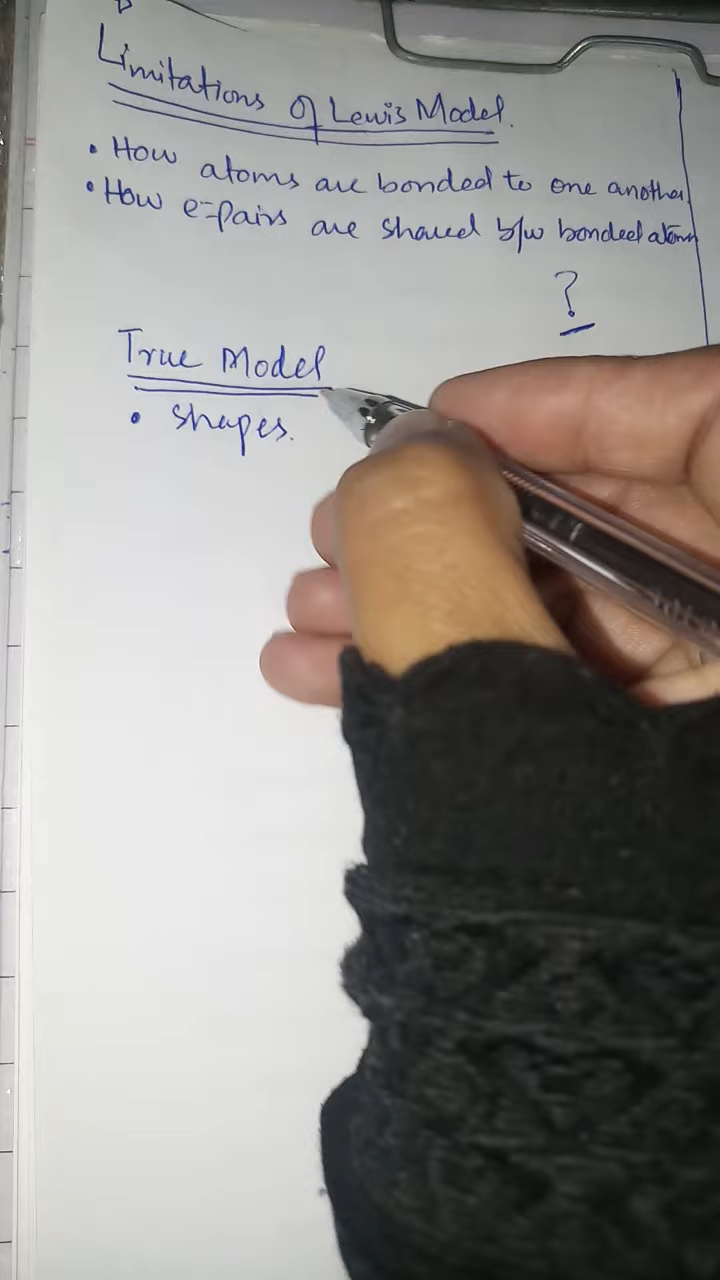 Limitations of Lewis Model.
• How atoms are bonded to one another
• How e-pairs are shared b/w bonded atoms
?
True Model
• shapes.